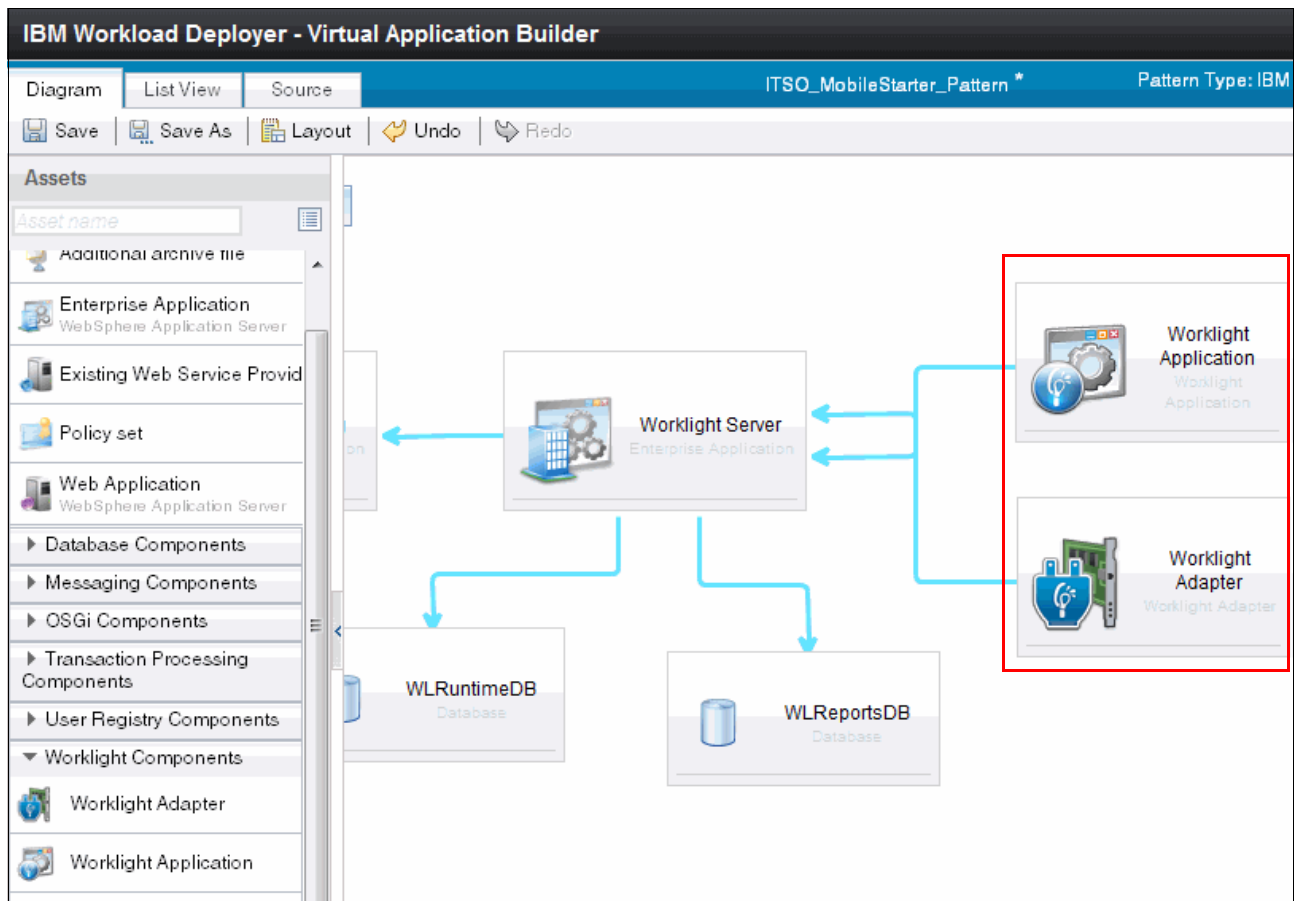 IBM Workload Deployer - Virtual Application Builder
Diagram
List View
Source
ITSO_MobileStarter_Pattern *
Pattern Type: IBM
Save
Save As
Layout
Undo
Redo
Assets
Asset name
Additional archive file
Enterprise Application
WebSphere Application Server
Existing Web Service Provid
Policy set
Web Application
WebSphere Application Server
Database Components
Messaging Components
OSGi Components
Transaction Processing
Components
User Registry Components
Worklight Components
Worklight Adapter
Worklight Application
on
Worklight Server
Enterprise Application
WLRuntimeDB
Database
WLReportsDB
Database
Worklight
Application
Worklight
Application
Worklight
Adapter
Worklight Adapter